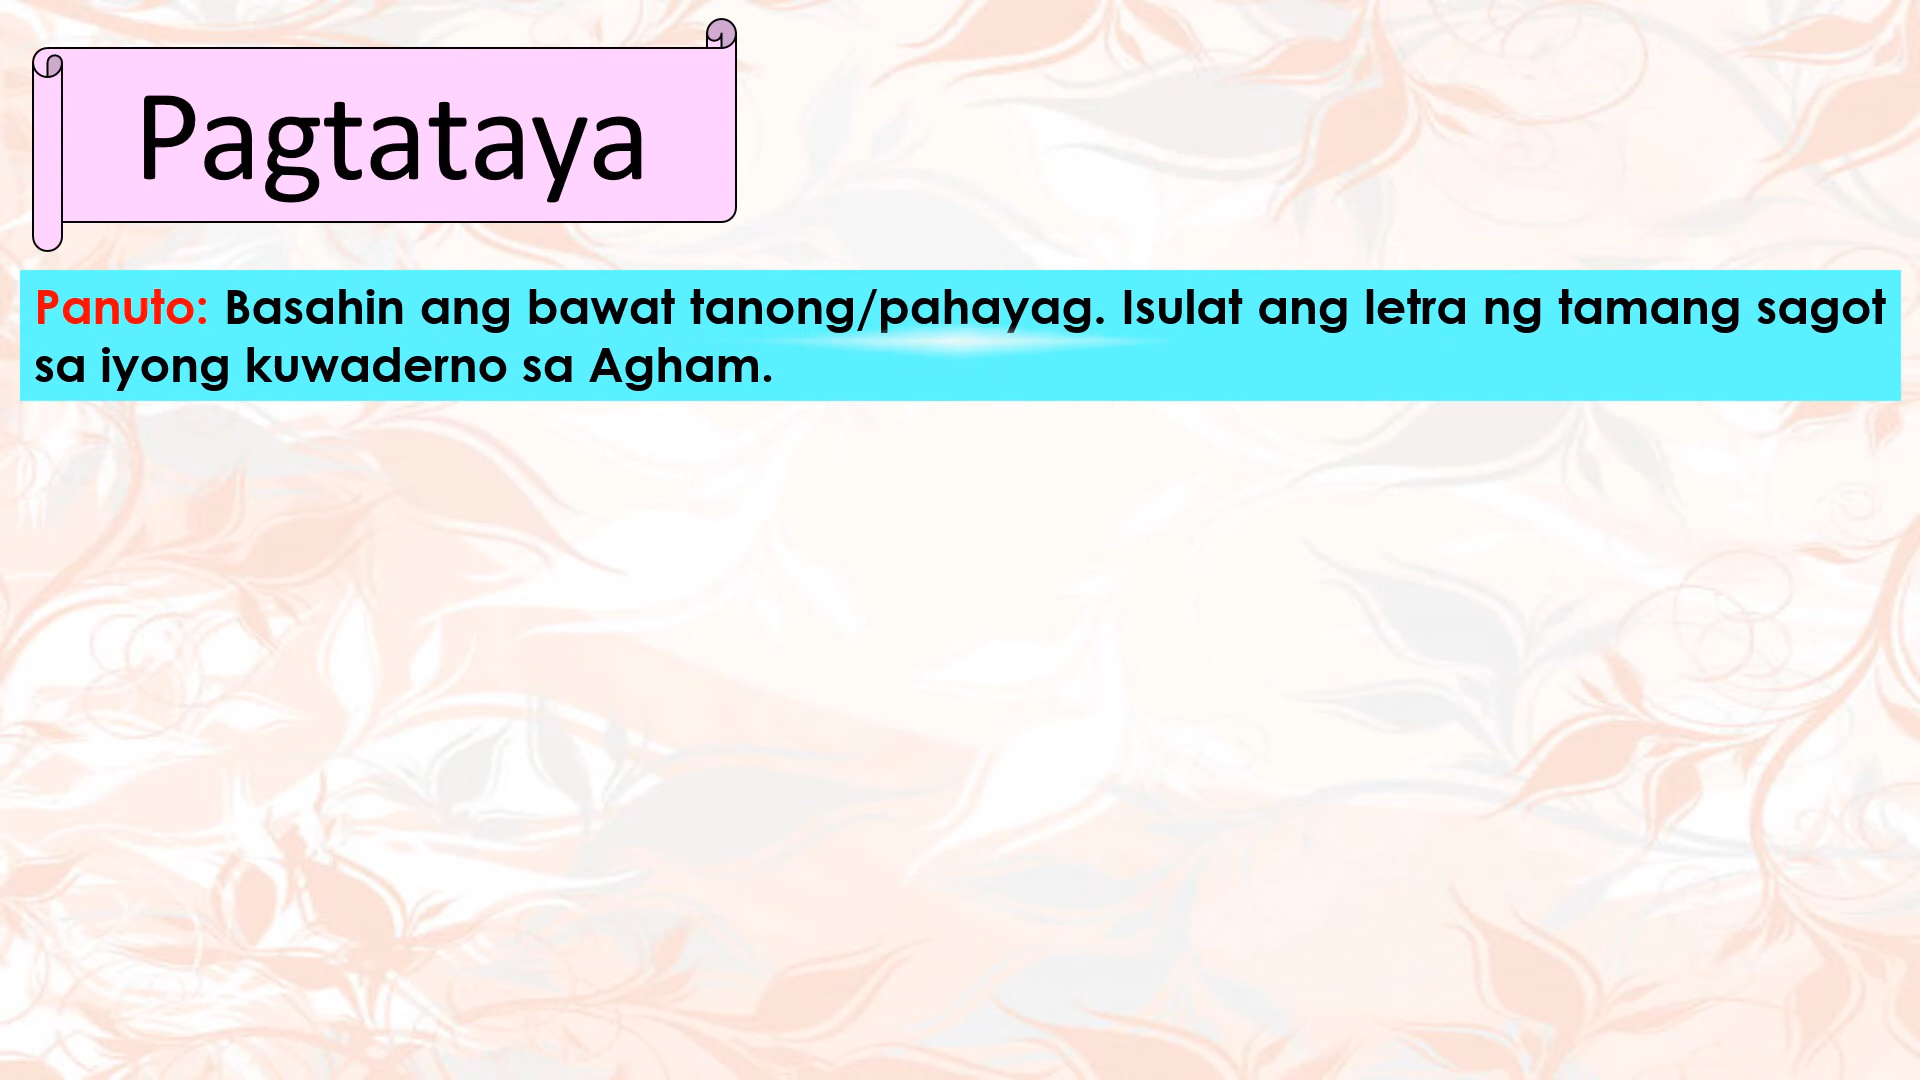 Pagtataya
Panuto: Basahin ang bawat tanong/pahayag. Isulat ang letra ng tamang sagot
sa iyong kuwaderno sa Agham.